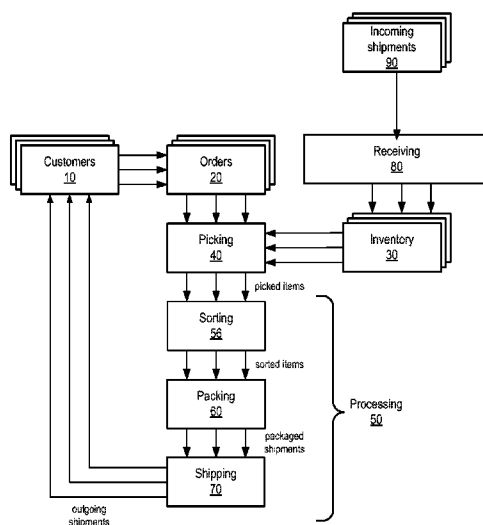 Incoming
shipments
90
Customers
10
Orders
20
Receiving
80
Picking
40
Inventory
30
picked items
Sorting
56
sorted items
Packing
60
Processing
50
packaged
shipments
Shipping
70
outgoing
shipments